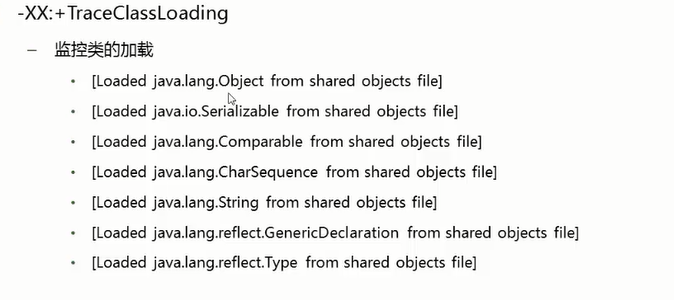 -XX:+TraceClassLoading
– 监控类的加载
• [Loaded java.lang.Object from shared objects file]
• [Loaded java.io.Serializable from shared objects file]
• [Loaded java.lang.Comparable from shared objects file]
• [Loaded java.lang.CharSequence from shared objects file]
• [Loaded java.lang.String from shared objects file]
• [Loaded java.lang.reflect.GenericDeclaration from shared objects file]
• [Loaded java.lang.reflect.Type from shared objects file]